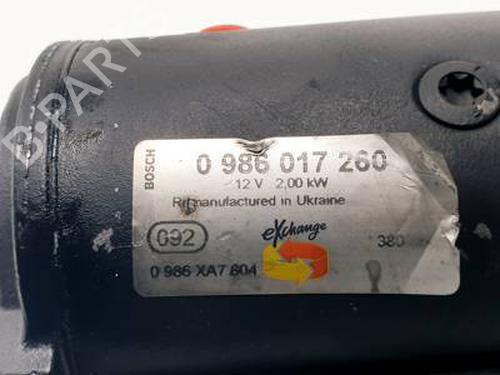 B-PARTS
BOSCH
0 986 017 260
12 V 2,00 kW
Remanufactured in Ukraine
092
eXchange
380
0 986 XA7 804